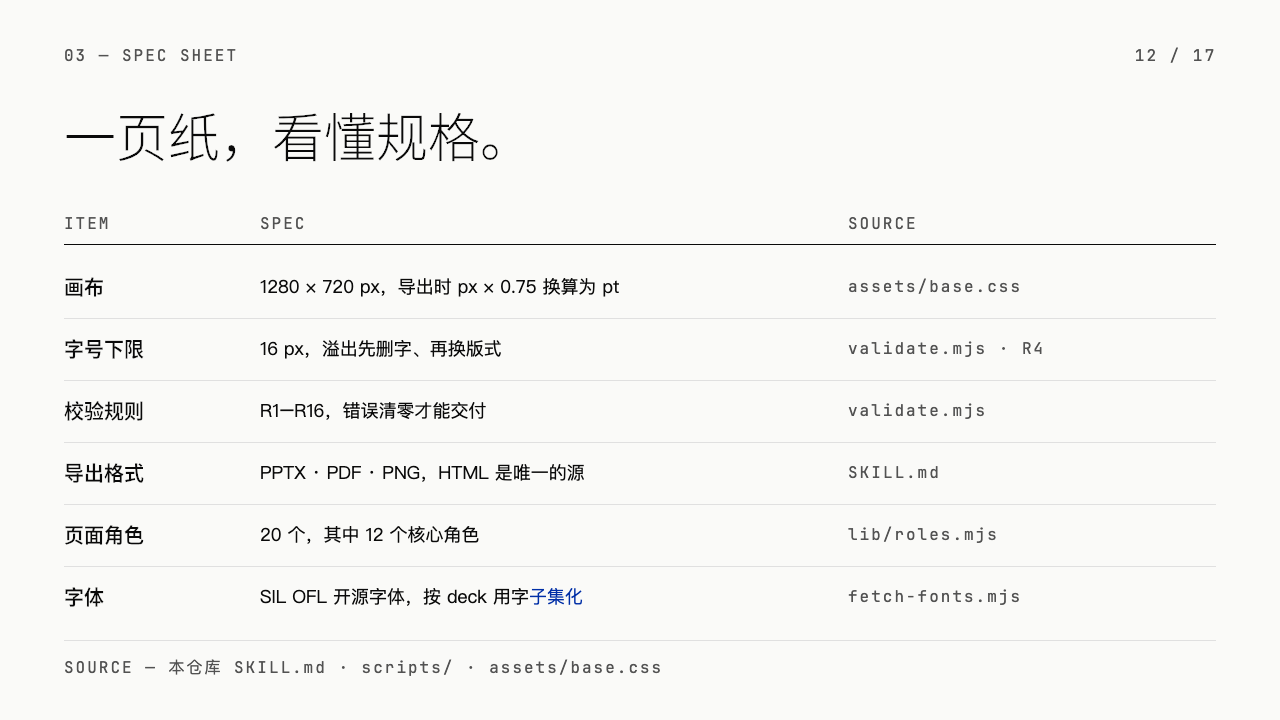 03 — SPEC SHEET
12 / 17
一页纸，看懂规格。
ITEM SPEC SOURCE
画布 1280 × 720 px，导出时 px × 0.75 换算为 pt assets/base.css
字号下限 16 px，溢出先删字、再换版式 validate.mjs · R4
校验规则 R1—R16，错误清零才能交付 validate.mjs
导出格式 PPTX · PDF · PNG，HTML 是唯一的源 SKILL.md
页面角色 20 个，其中 12 个核心角色 lib/roles.mjs
字体 SIL OFL 开源字体，按 deck 用字子集化 fetch-fonts.mjs
SOURCE — 本仓库 SKILL.md · scripts/ · assets/base.css